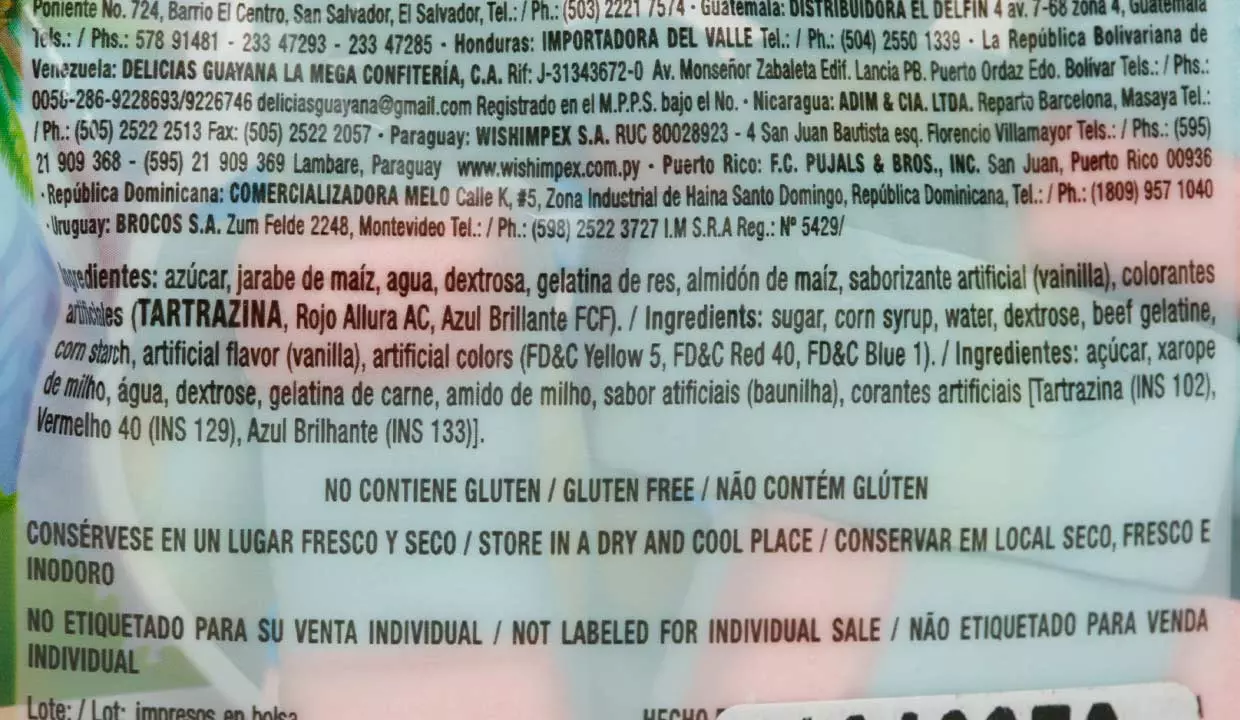 Poniente No. 724, Barrio El Centro, San Salvador, El Salvador, Tel.: / Ph.: (503) 2221 7574 · Guatemala: DISTRIBUIDORA EL DELFIN 4 av. 7-68 zona 4, Guatemala
Tels.: / Phs.: 578 91481 - 233 47293 - 233 47285 · Honduras: IMPORTADORA DEL VALLE Tel.: / Ph.: (504) 2550 1339 · La República Bolivariana de
Venezuela: DELICIAS GUAYANA LA MEGA CONFITERÍA, C.A. Rif: J-31343672-0 Av. Monseñor Zabaleta Edif. Lancia PB. Puerto Ordaz Edo. Bolívar Tels.: / Phs.:
0058-286-9228693/9226746 deliciasguayana@gmail.com Registrado en el M.P.P.S. bajo el No. · Nicaragua: ADIM & CIA. LTDA. Reparto Barcelona, Masaya Tel.:
/ Ph.: (505) 2522 2513 Fax: (505) 2522 2057 · Paraguay: WISHIMPEX S.A. RUC 80028923 - 4 San Juan Bautista esq. Florencio Villamayor Tels.: / Phs.: (595)
21 909 368 - (595) 21 909 369 Lambare, Paraguay www.wishimpex.com.py · Puerto Rico: F.C. PUJALS & BROS., INC. San Juan, Puerto Rico 00936
· República Dominicana: COMERCIALIZADORA MELO Calle K, #5, Zona Industrial de Haina Santo Domingo, República Dominicana, Tel.: / Ph.: (1809) 957 1040
· Uruguay: BROCOS S.A. Zum Felde 2248, Montevideo Tel.: / Ph.: (598) 2522 3727 I.M S.R.A Reg.: Nº 5429/
Ingredientes: azúcar, jarabe de maíz, agua, dextrosa, gelatina de res, almidón de maíz, saborizante artificial (vainilla), colorantes
artificiales (TARTRAZINA, Rojo Allura AC, Azul Brillante FCF). / Ingredients: sugar, corn syrup, water, dextrose, beef gelatine,
corn starch, artificial flavor (vanilla), artificial colors (FD&C Yellow 5, FD&C Red 40, FD&C Blue 1). / Ingredientes: açúcar, xarope
de milho, água, dextrose, gelatina de carne, amido de milho, sabor atificiais (baunilha), corantes artificiais [Tartrazina (INS 102),
Vermelho 40 (INS 129), Azul Brilhante (INS 133)].
NO CONTIENE GLUTEN / GLUTEN FREE / NÃO CONTÉM GLÚTEN
CONSÉRVESE EN UN LUGAR FRESCO Y SECO / STORE IN A DRY AND COOL PLACE / CONSERVAR EM LOCAL SECO, FRESCO E
INODORO
NO ETIQUETADO PARA SU VENTA INDIVIDUAL / NOT LABELED FOR INDIVIDUAL SALE / NÃO ETIQUETADO PARA VENDA
INDIVIDUAL
Lote: / Lot: impresos en bolsa HECHO